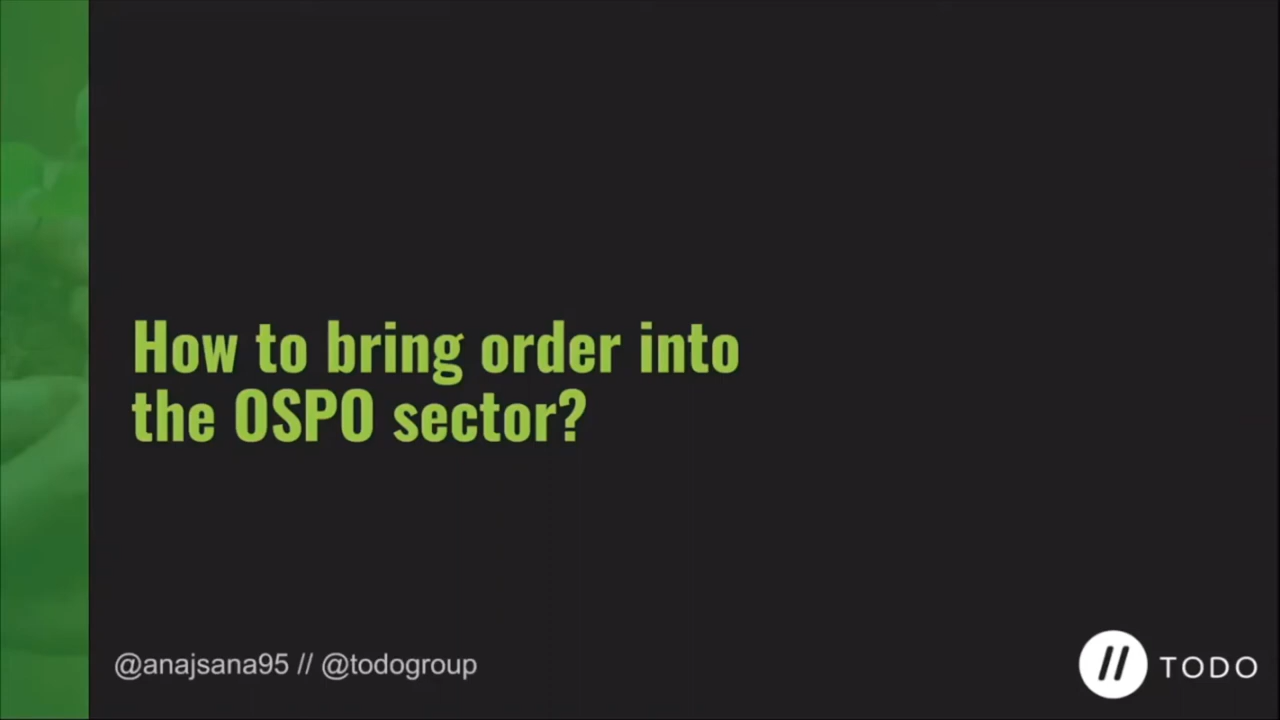 How to bring order into
the OSPO sector?
@anajsana95 // @todogroup
// TODO